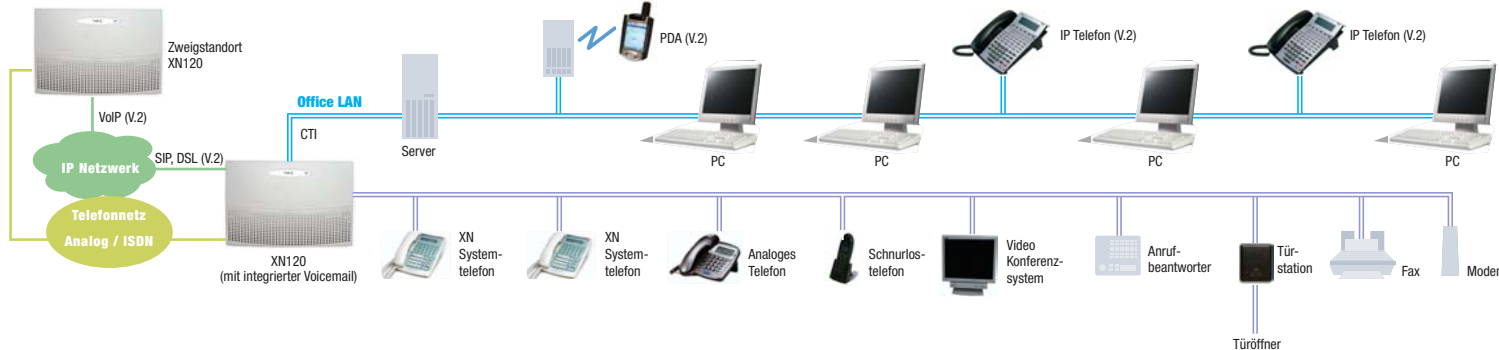 Zweigstandort
XN120
VoIP (V.2)
IP Netzwerk
SIP, DSL (V.2)
Telefonnetz
Analog / ISDN
XN120
(mit integrierter Voicemail)
Office LAN
CTI
Server
PDA (V.2)
IP Telefon (V.2)
IP Telefon (V.2)
PC
PC
PC
PC
XN
System-
telefon
XN
System-
telefon
Analoges
Telefon
Schnurlos-
telefon
Video
Konferenz-
system
Anruf-
beantworter
Tür-
station
Türöffner
Fax
Moder